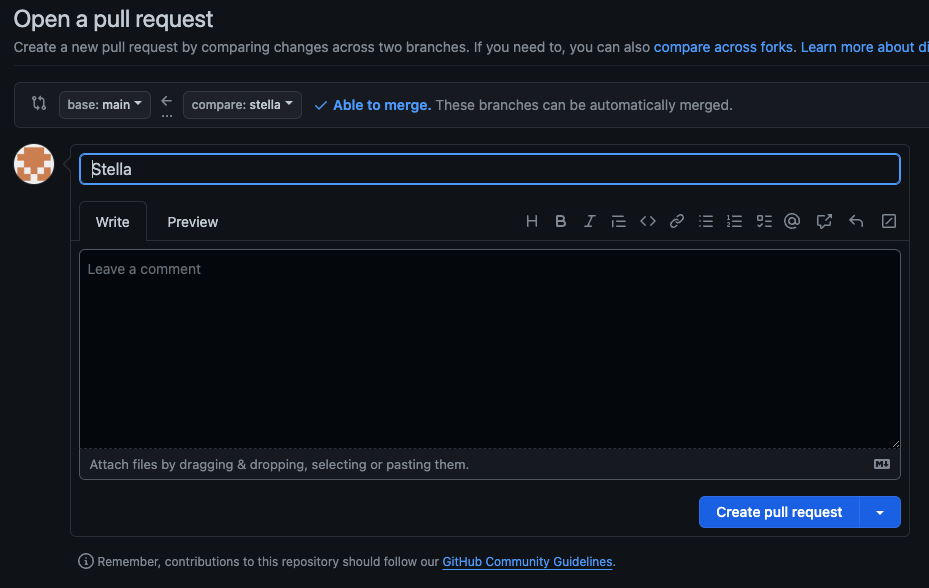 Open a pull request
Create a new pull request by comparing changes across two branches. If you need to, you can also compare across forks. Learn more about di
base: main ← compare: stella ✓ Able to merge. These branches can be automatically merged.
...
Stella
Write Preview
Leave a comment
Attach files by dragging & dropping, selecting or pasting them.
Create pull request
Remember, contributions to this repository should follow our GitHub Community Guidelines.